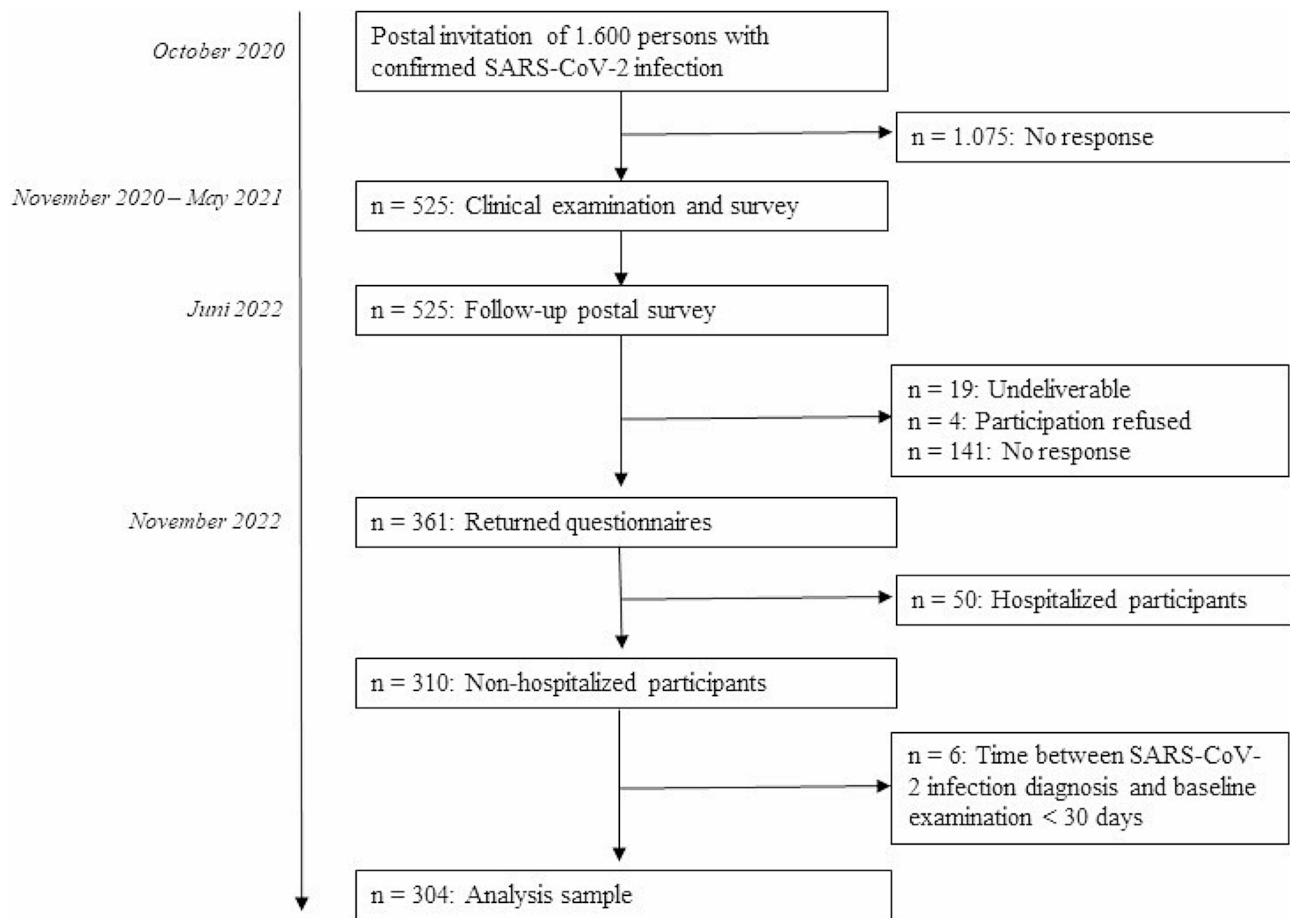 October 2020
Postal invitation of 1.600 persons with
confirmed SARS-CoV-2 infection
n = 1.075: No response
November 2020 – May 2021
n = 525: Clinical examination and survey
Juni 2022
n = 525: Follow-up postal survey
n = 19: Undeliverable
n = 4: Participation refused
n = 141: No response
November 2022
n = 361: Returned questionnaires
n = 50: Hospitalized participants
n = 310: Non-hospitalized participants
n = 6: Time between SARS-CoV-
2 infection diagnosis and baseline
examination < 30 days
n = 304: Analysis sample